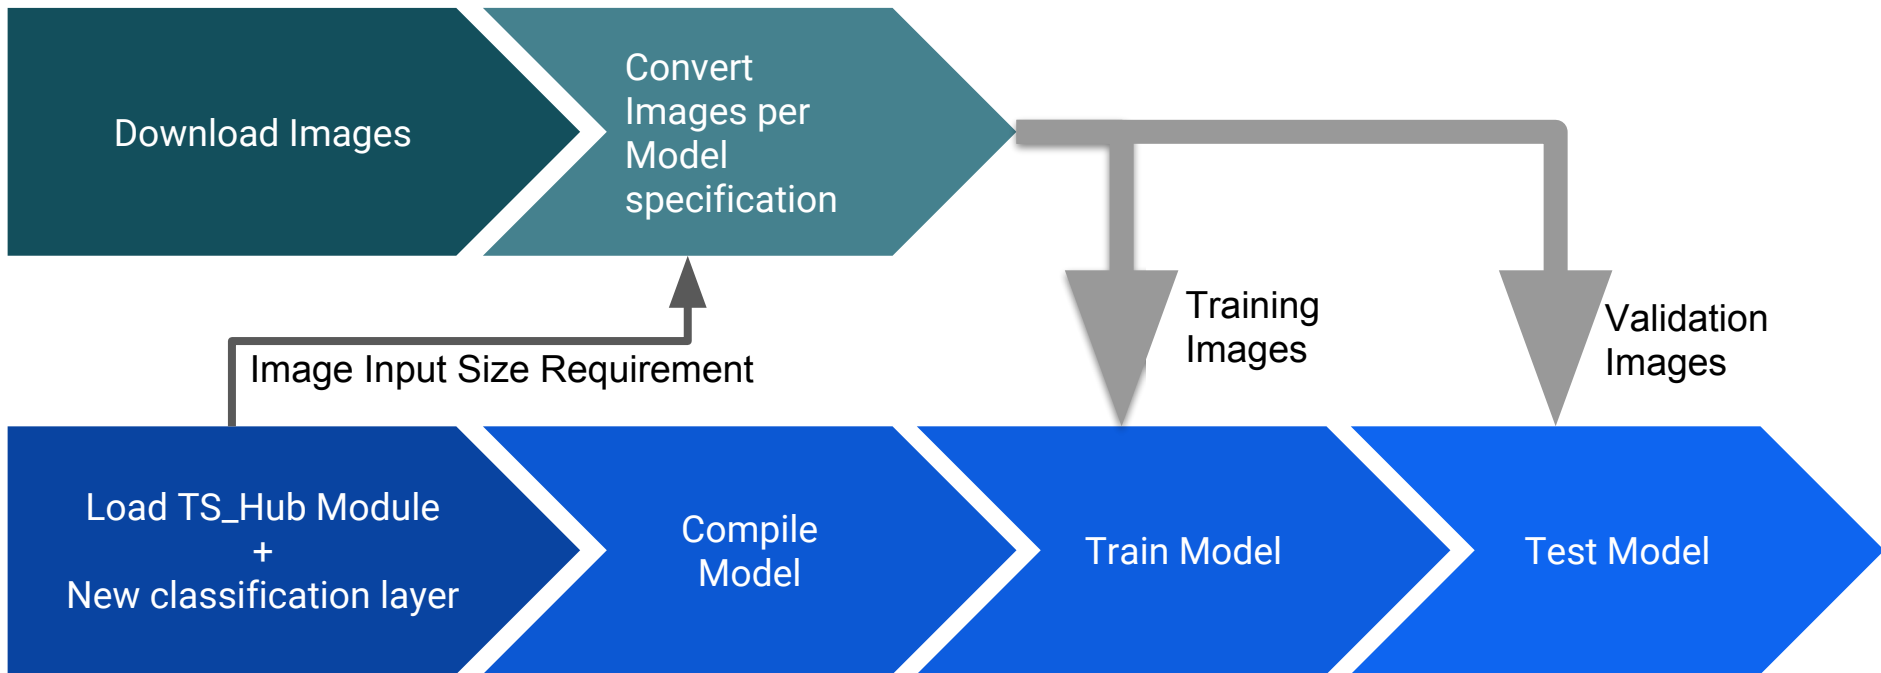 Download Images
Convert
Images per
Model
specification
Training
Images
Validation
Images
Image Input Size Requirement
Load TS_Hub Module
+
New classification layer
Compile
Model
Train Model
Test Model